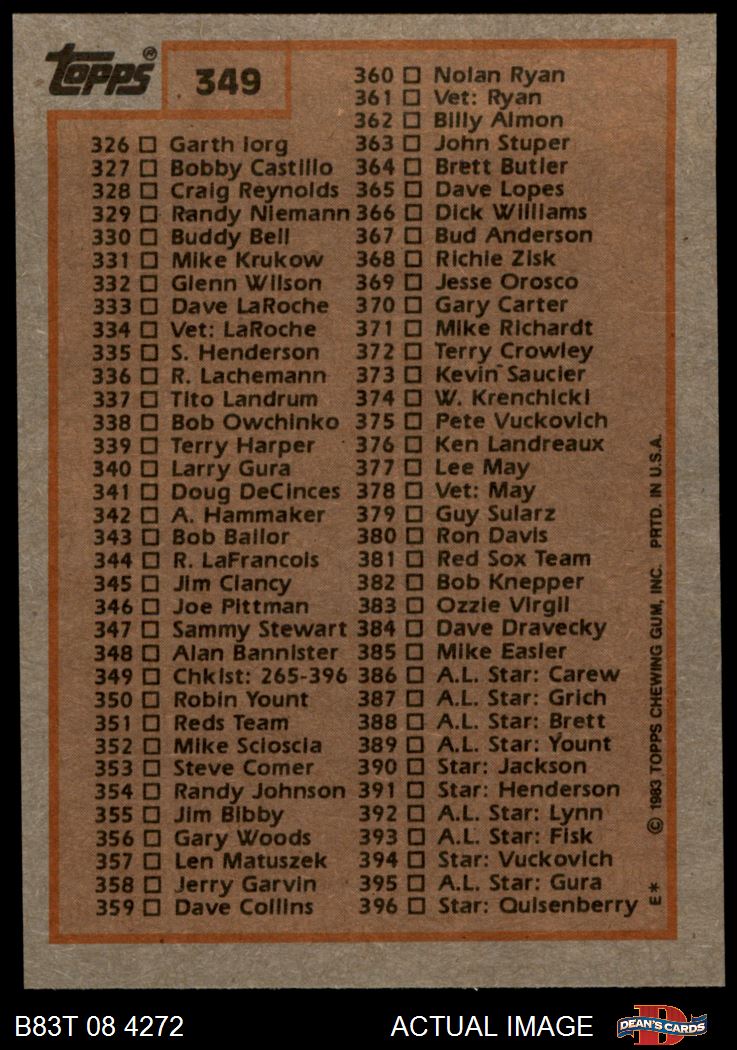 TOPPS®
349
326 □ Garth Iorg
327 □ Bobby Castillo
328 □ Craig Reynolds
329 □ Randy Niemann
330 □ Buddy Bell
331 □ Mike Krukow
332 □ Glenn Wilson
333 □ Dave LaRoche
334 □ Vet: LaRoche
335 □ S. Henderson
336 □ R. Lachemann
337 □ Tito Landrum
338 □ Bob Owchinko
339 □ Terry Harper
340 □ Larry Gura
341 □ Doug DeCinces
342 □ A. Hammaker
343 □ Bob Bailor
344 □ R. LaFrancois
345 □ Jim Clancy
346 □ Joe Pittman
347 □ Sammy Stewart
348 □ Alan Bannister
349 □ Chklst: 265-396
350 □ Robin Yount
351 □ Reds Team
352 □ Mike Scioscia
353 □ Steve Comer
354 □ Randy Johnson
355 □ Jim Bibby
356 □ Gary Woods
357 □ Len Matuszek
358 □ Jerry Garvin
359 □ Dave Collins
360 □ Nolan Ryan
361 □ Vet: Ryan
362 □ Billy Almon
363 □ John Stuper
364 □ Brett Butler
365 □ Dave Lopes
366 □ Dick Williams
367 □ Bud Anderson
368 □ Richie Zisk
369 □ Jesse Orosco
370 □ Gary Carter
371 □ Mike Richardt
372 □ Terry Crowley
373 □ Kevin Saucier
374 □ W. Krenchicki
375 □ Pete Vuckovich
376 □ Ken Landreaux
377 □ Lee May
378 □ Vet: May
379 □ Guy Sularz
380 □ Ron Davis
381 □ Red Sox Team
382 □ Bob Knepper
383 □ Ozzie Virgil
384 □ Dave Dravecky
385 □ Mike Easler
386 □ A.L. Star: Carew
387 □ A.L. Star: Grich
388 □ A.L. Star: Brett
389 □ A.L. Star: Yount
390 □ Star: Jackson
391 □ Star: Henderson
392 □ A.L. Star: Lynn
393 □ A.L. Star: Fisk
394 □ Star: Vuckovich
395 □ A.L. Star: Gura
396 □ Star: Quisenberry
E* © 1983 TOPPS CHEWING GUM, INC. PRTD. IN U.S.A.
B83T 08 4272
ACTUAL IMAGE
D
DEAN'S CARDS